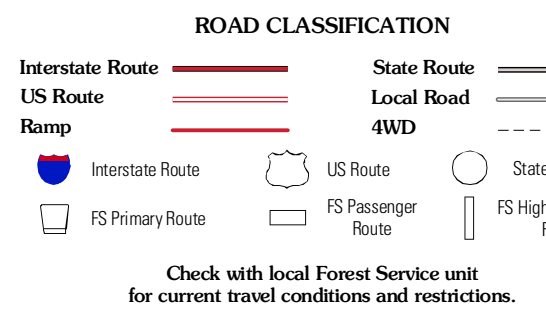 ROAD CLASSIFICATION
Interstate Route
State Route
US Route
Local Road
Ramp
4WD
Interstate Route
US Route
State
FS Primary Route
FS Passenger
Route
FS High
Check with local Forest Service unit
for current travel conditions and restrictions.